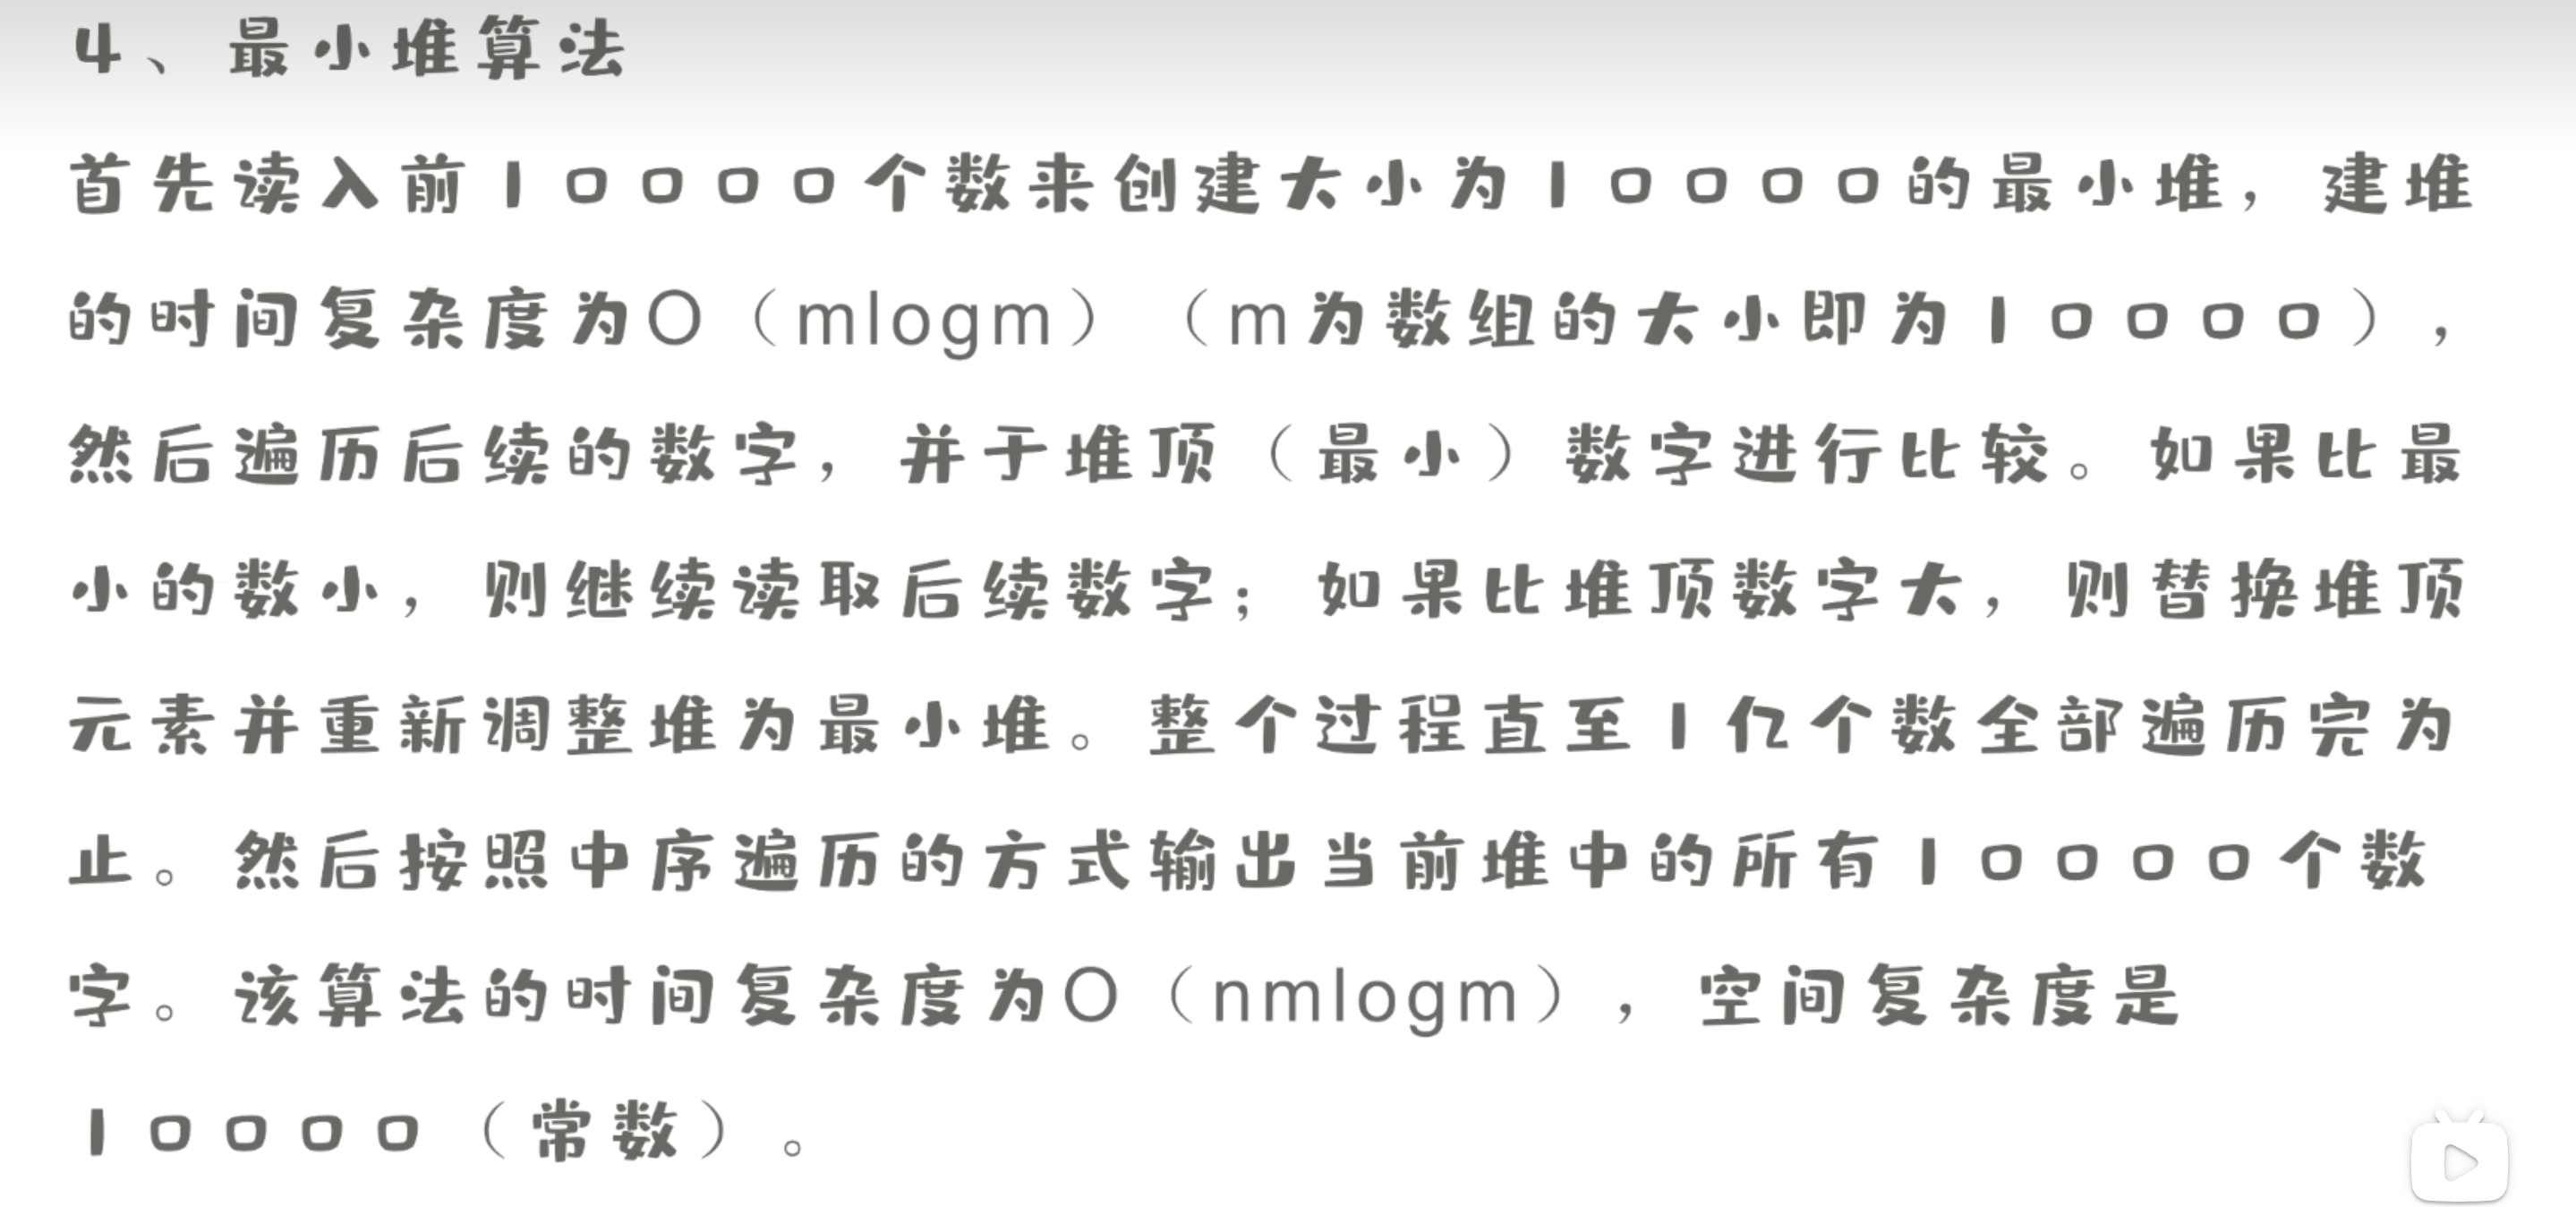 4、最小堆算法
首先读入前10000个数来创建大小为10000的最小堆，建堆
的时间复杂度为O（mlogm）（m为数组的大小即为10000），
然后遍历后续的数字，并于堆顶（最小）数字进行比较。如果比最
小的数小，则继续读取后续数字；如果比堆顶数字大，则替换堆顶
元素并重新调整堆为最小堆。整个过程直至1亿个数全部遍历完为
止。然后按照中序遍历的方式输出当前堆中的所有10000个数
字。该算法的时间复杂度为O（nmlogm），空间复杂度是
10000（常数）。